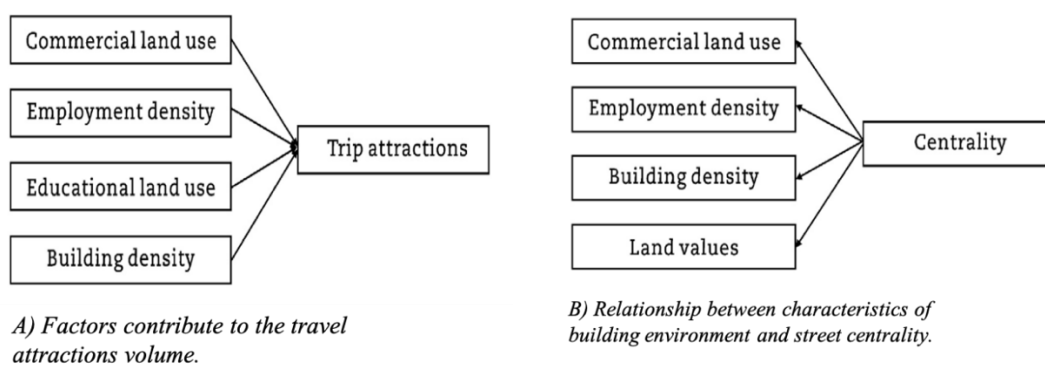 Commercial land use
Employment density
Trip attractions
Educational land use
Building density
A) Factors contribute to the travel
attractions volume.
Commercial land use
Employment density
Centrality
Building density
Land values
B) Relationship between characteristics of
building environment and street centrality.